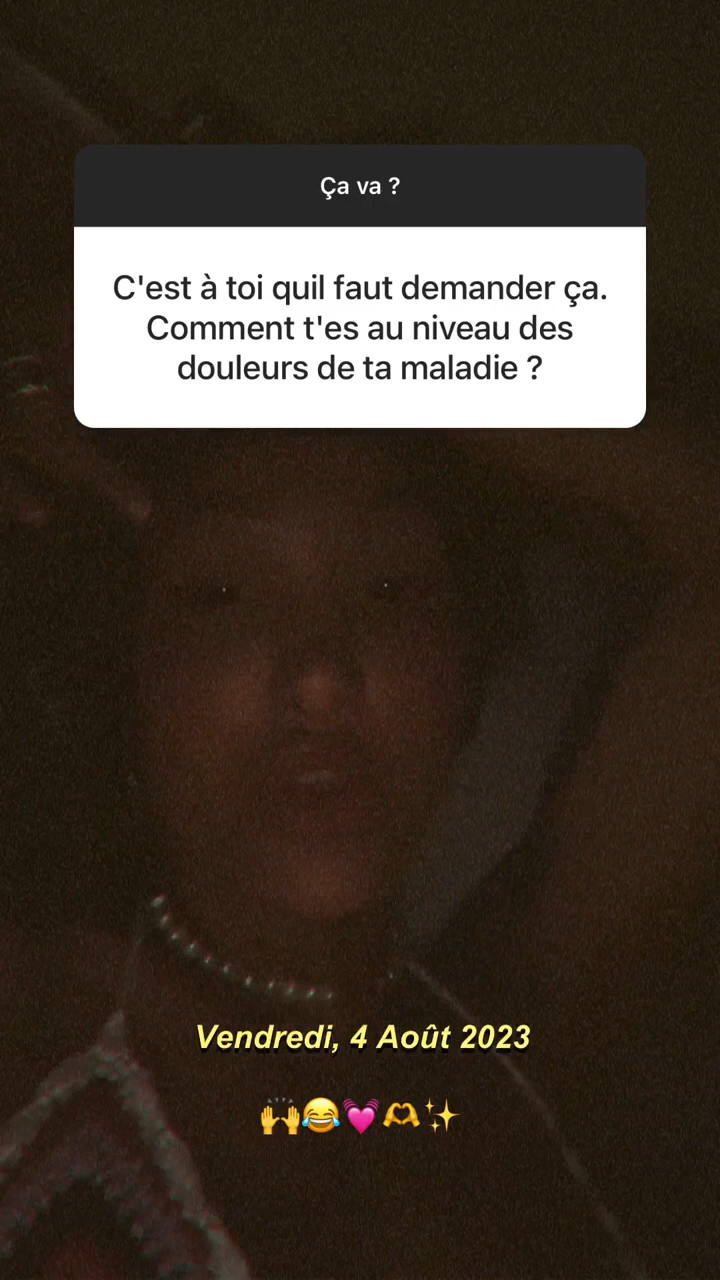 Ça va ?
C'est à toi quil faut demander ça.
Comment t'es au niveau des
douleurs de ta maladie ?
Vendredi, 4 Août 2023
🙌😂💓🫶✨